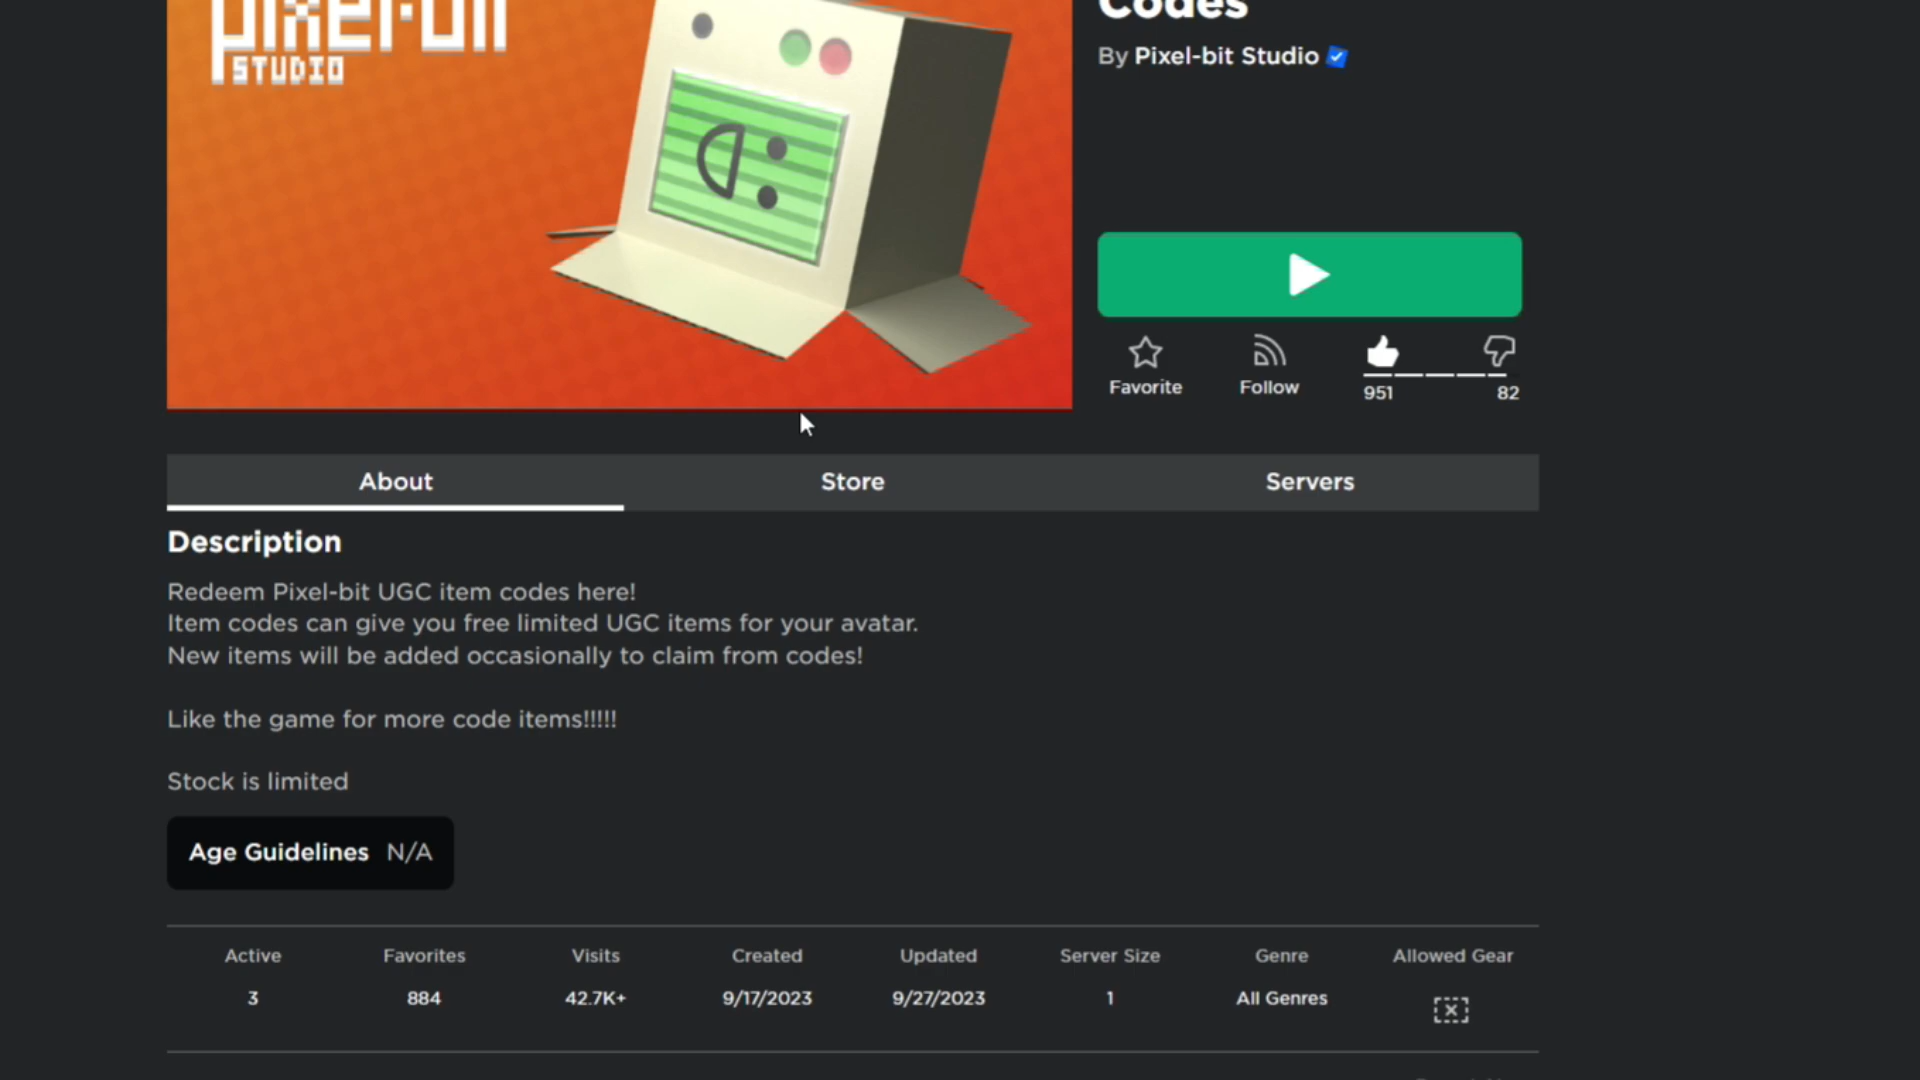 STUDIO
Codes
By Pixel-bit Studio
Favorite
Follow
951
82
About
Store
Servers
Description
Redeem Pixel-bit UGC item codes here!
Item codes can give you free limited UGC items for your avatar.
New items will be added occasionally to claim from codes!
Like the game for more code items!!!!!
Stock is limited
Age Guidelines N/A
Active Favorites Visits Created Updated Server Size Genre Allowed Gear
3 884 42.7K+ 9/17/2023 9/27/2023 1 All Genres